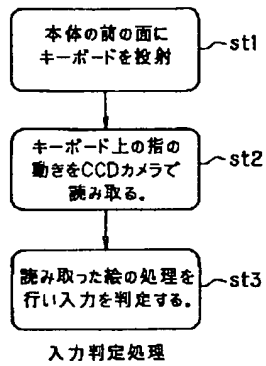 本体の前の面に
キーボードを投射
st1
キーボード上の指の
動きをCCDカメラで
読み取る。
st2
読み取った絵の処理を
行い入力を判定する。
st3
入力判定処理